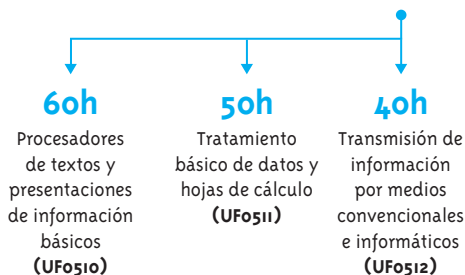 60h
Procesadores
de textos y
presentaciones
de información
básicos
(UF0510)
50h
Tratamiento
básico de datos y
hojas de cálculo
(UF0511)
40h
Transmisión de
información
por medios
convencionales
e informáticos
(UF0512)